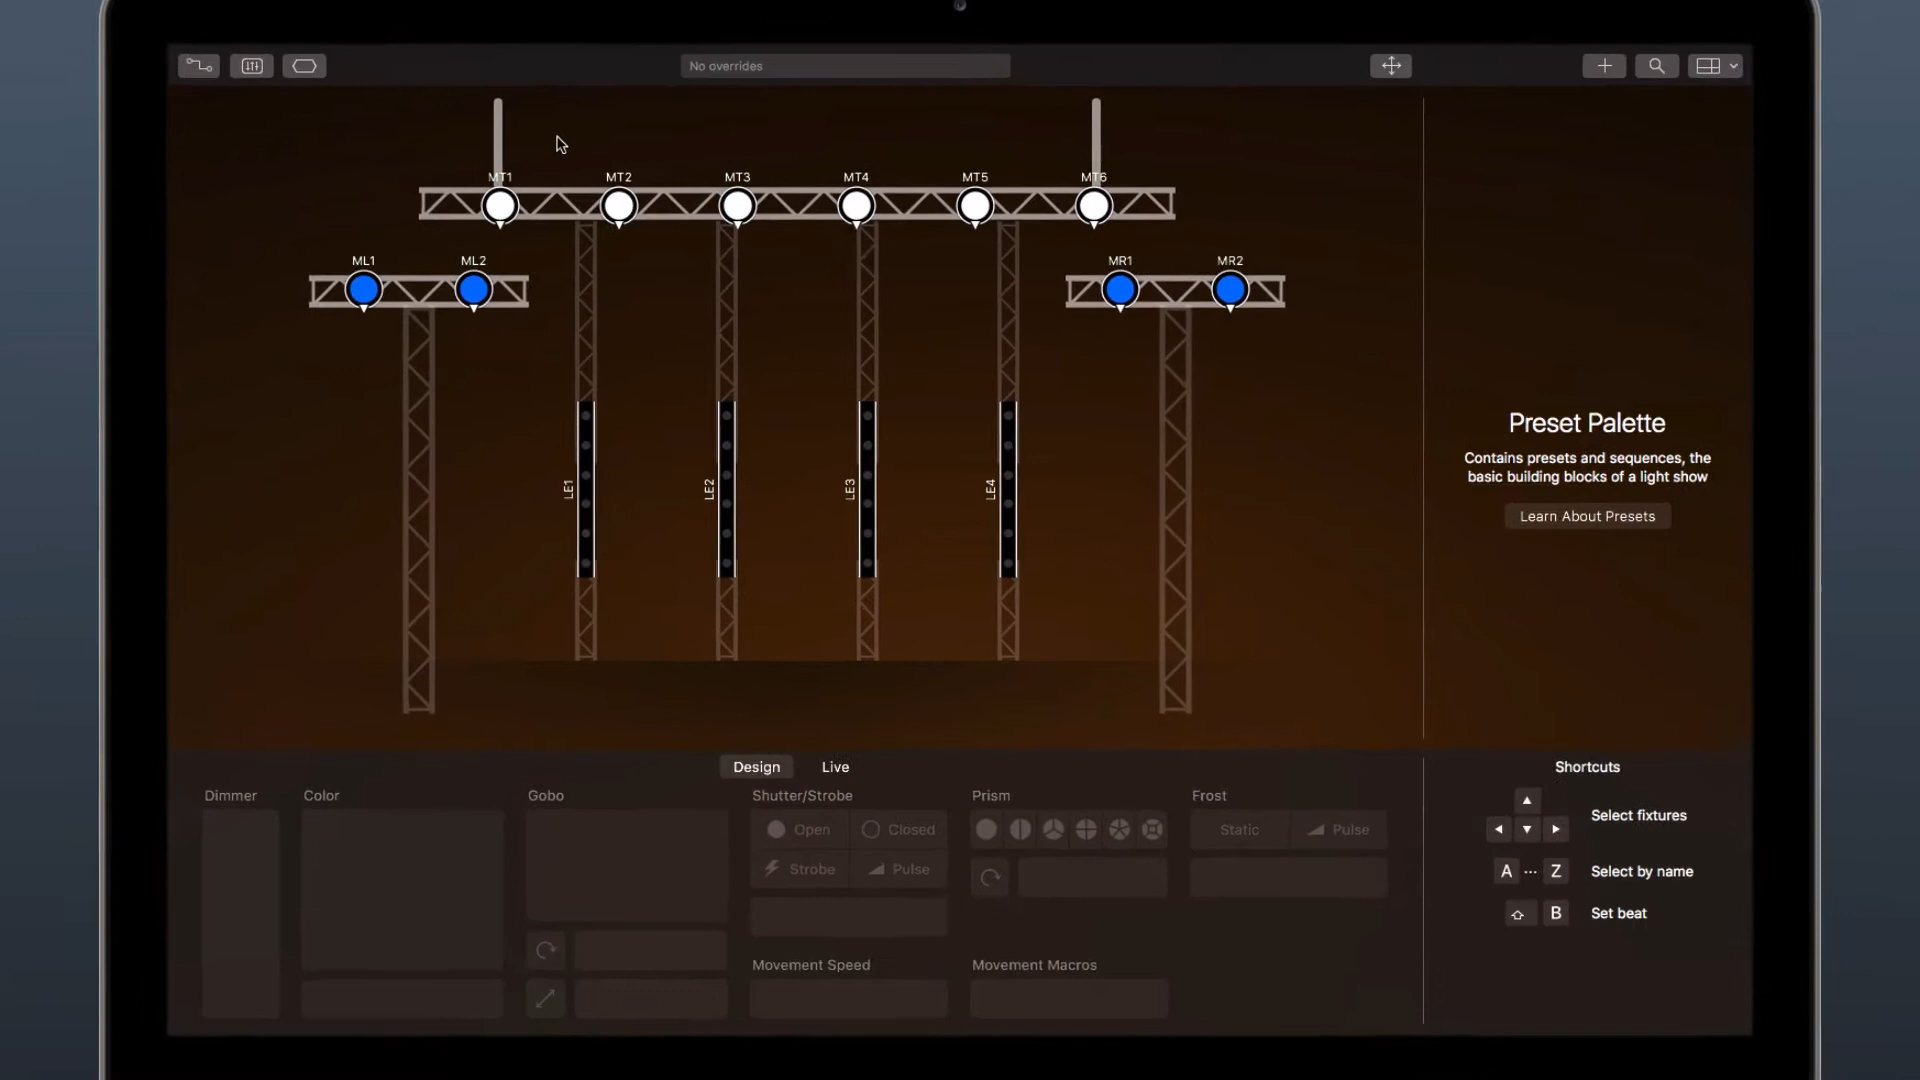 No overrides
MT1 MT2 MT3 MT4 MT5 MT6
ML1 ML2 MR1 MR2
LE1 LE2 LE3 LE4
Preset Palette
Contains presets and sequences, the
basic building blocks of a light show
Learn About Presets
Design Live
Shortcuts
Dimmer Color Gobo Shutter/Strobe Prism Frost
Open Closed
Strobe Pulse
Static Pulse
Movement Speed Movement Macros
Select fixtures
A ... Z Select by name
B Set beat